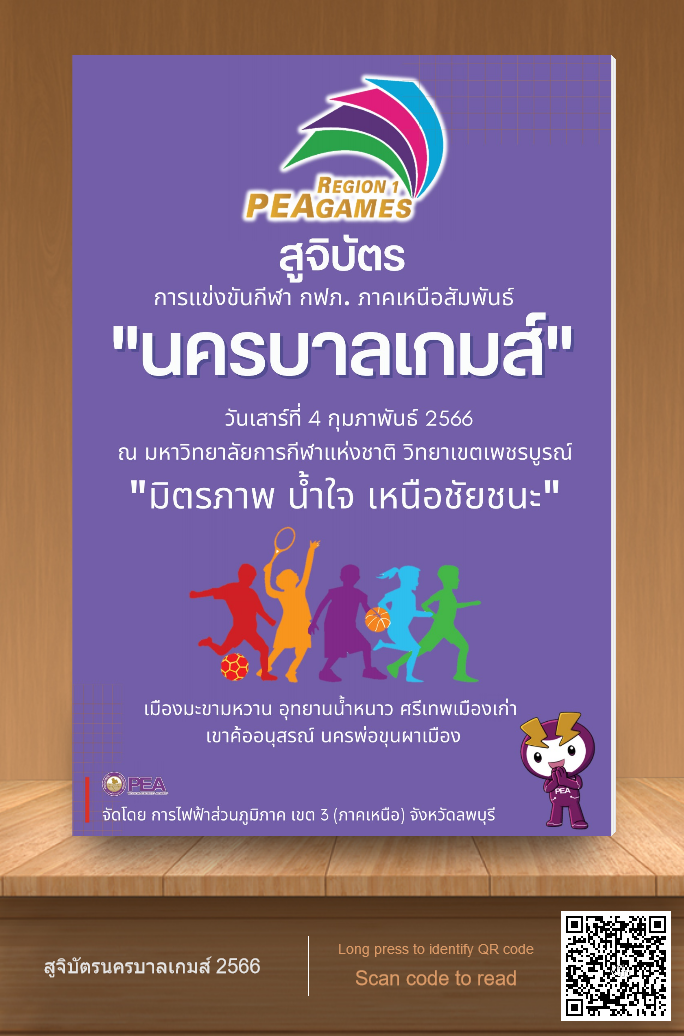 REGION 1
PEAGAMES
สูจิบัตร
การแข่งขันกีฬา กฟภ. ภาคเหนือสัมพันธ์
"นครบาลเกมส์"
วันเสาร์ที่ 4 กุมภาพันธ์ 2566
ณ มหาวิทยาลัยการกีฬาแห่งชาติ วิทยาเขตเพชรบูรณ์
"มิตรภาพ น้ำใจ เหนือชัยชนะ"
เมืองมะขามหวาน อุทยานน้ำหนาว ศรีเทพเมืองเก่า
เขาค้ออนุสรณ์ นครพ่อขุนผาเมือง
PEA
PEA
จัดโดย การไฟฟ้าส่วนภูมิภาค เขต 3 (ภาคเหนือ) จังหวัดลพบุรี
สูจิบัตรนครบาลเกมส์ 2566
Long press to identify QR code
Scan code to read